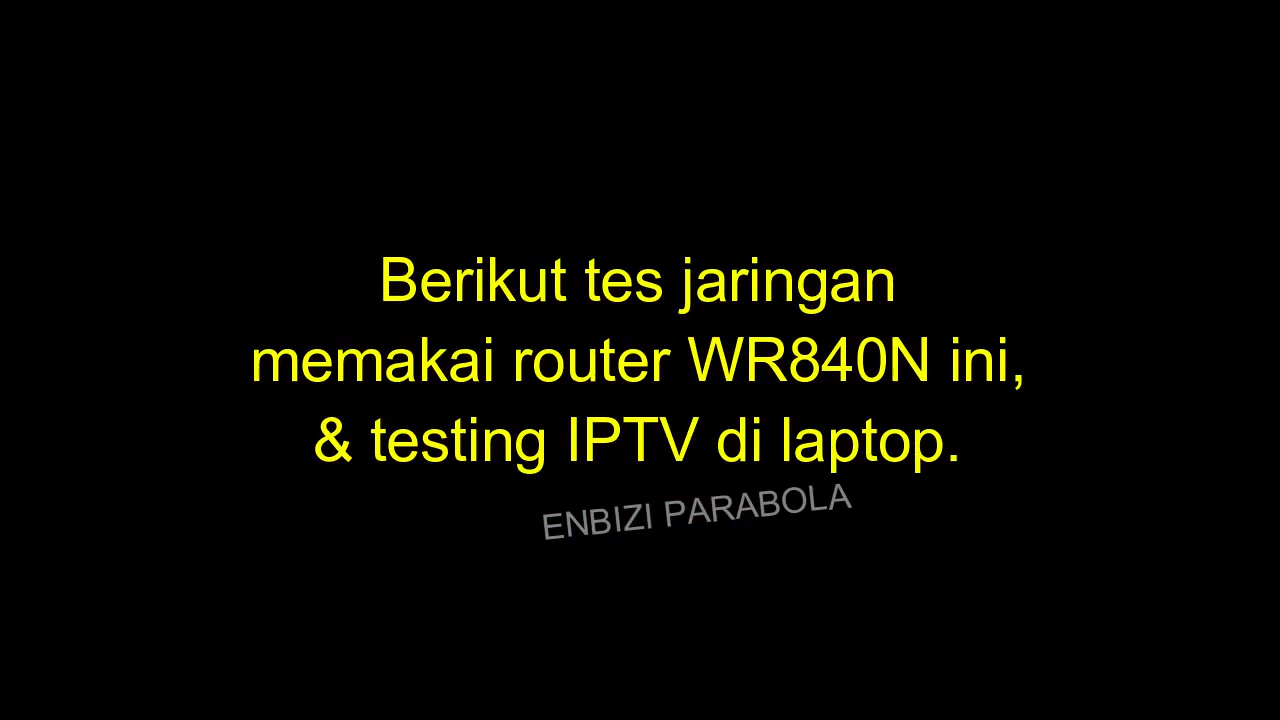 Berikut tes jaringan
memakai router WR840N ini,
& testing IPTV di laptop.
ENBIZI PARABOLA